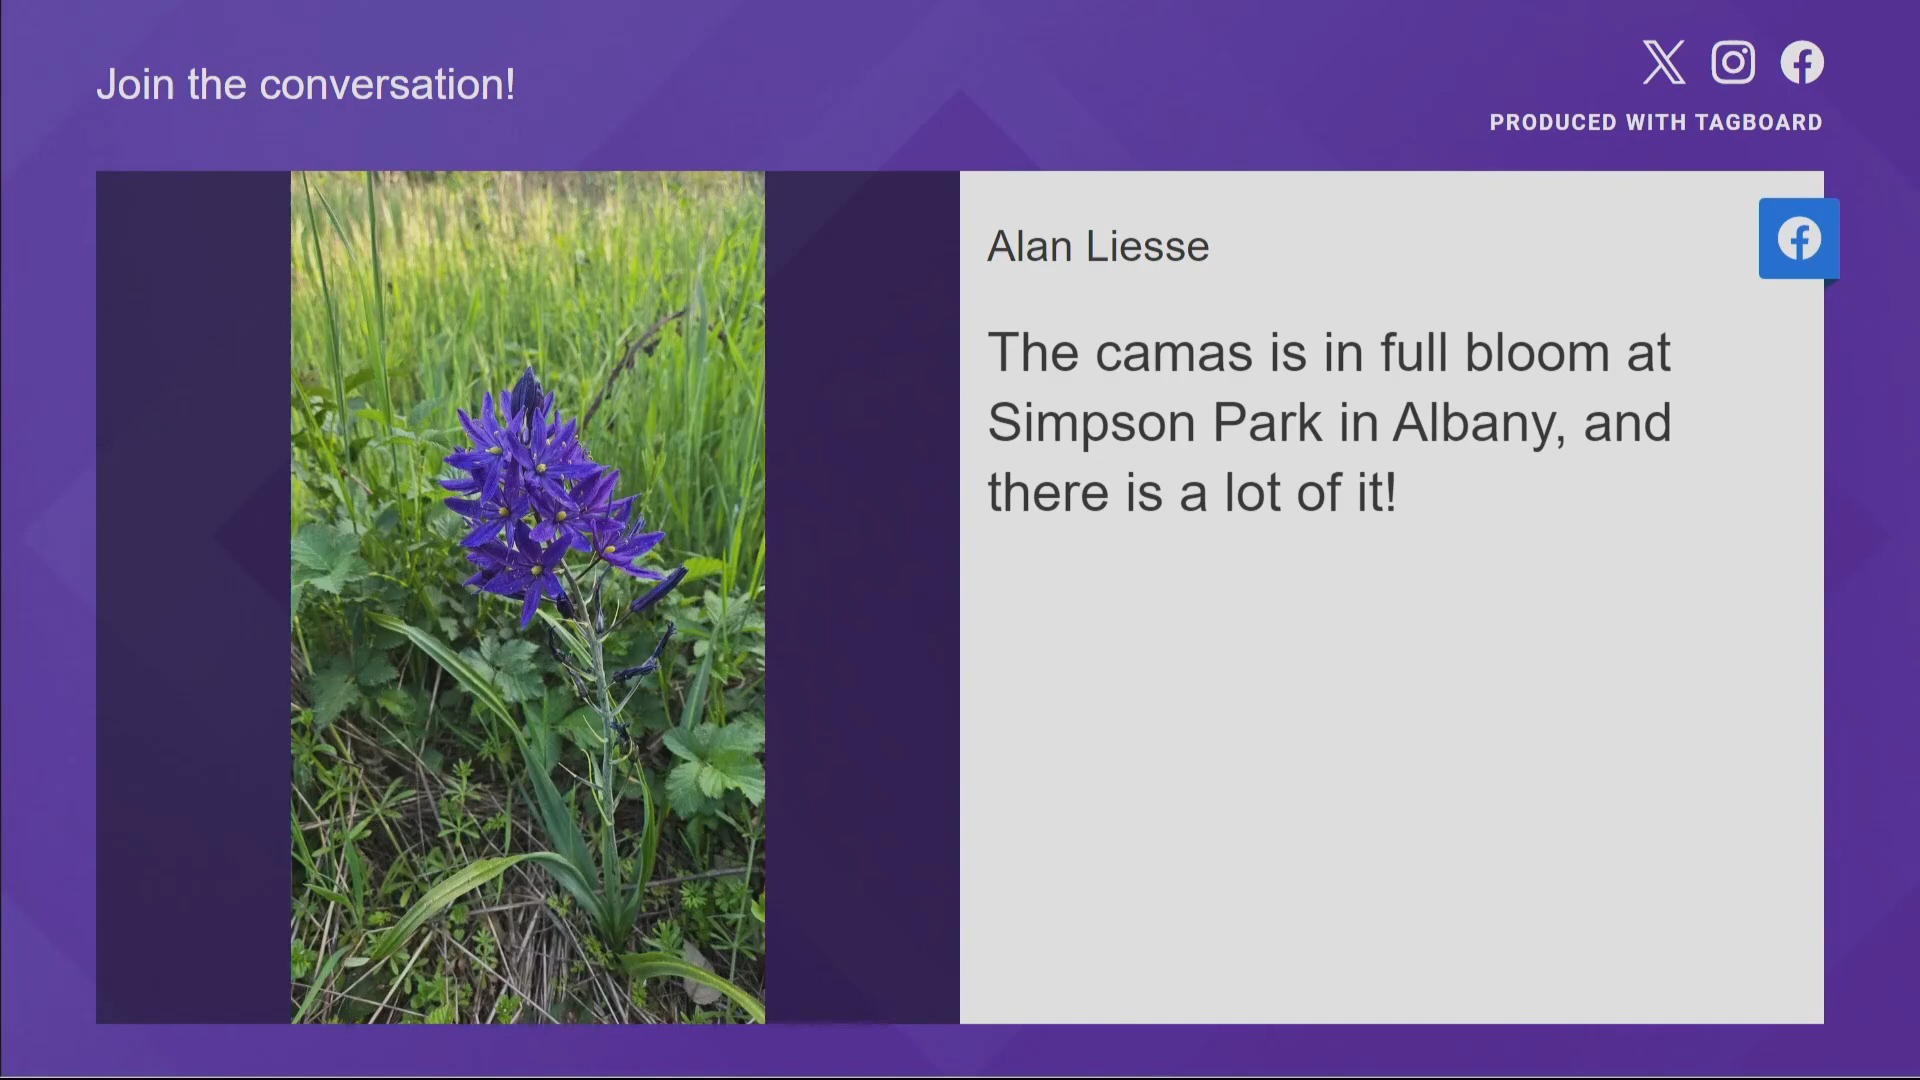 Join the conversation!
PRODUCED WITH TAGBOARD
Alan Liesse
The camas is in full bloom at
Simpson Park in Albany, and
there is a lot of it!